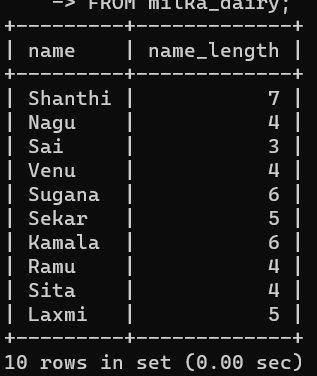 -> FROM milka_dairy;
+---------+-------------+
| name    | name_length |
+---------+-------------+
| Shanthi |           7 |
| Nagu    |           4 |
| Sai     |           3 |
| Venu    |           4 |
| Sugana  |           6 |
| Sekar   |           5 |
| Kamala  |           6 |
| Ramu    |           4 |
| Sita    |           4 |
| Laxmi   |           5 |
+---------+-------------+
10 rows in set (0.00 sec)